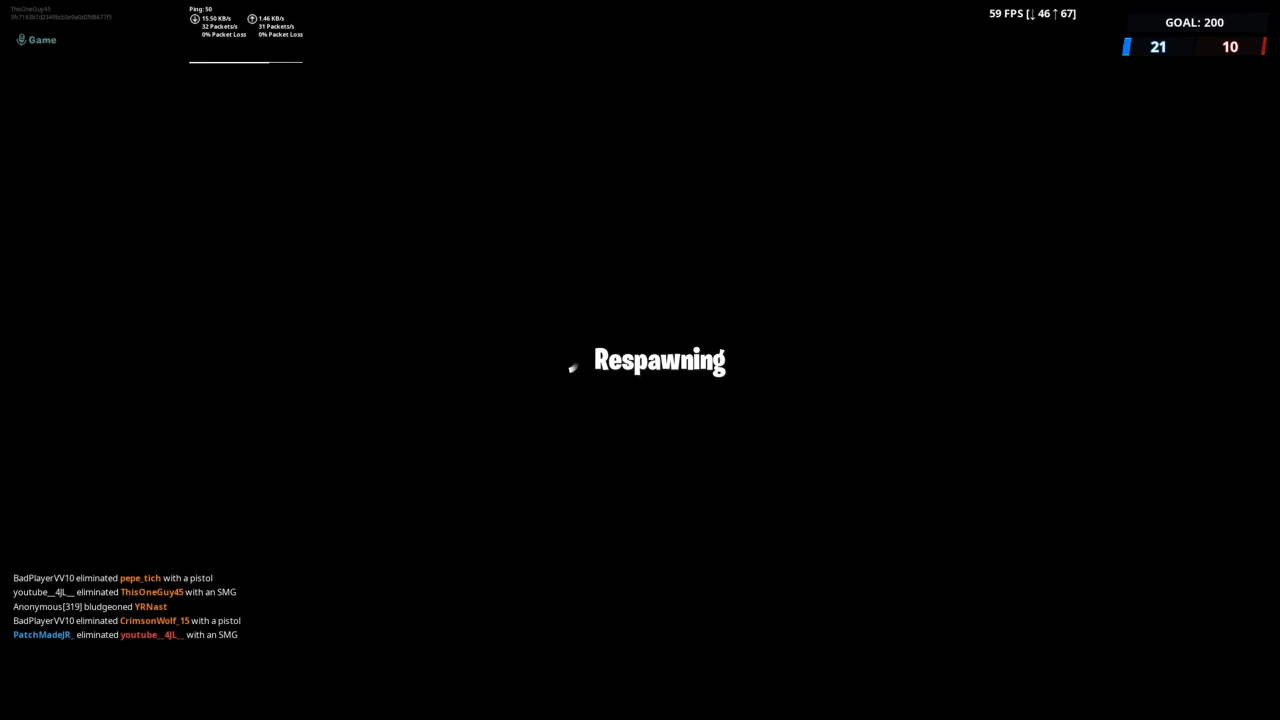 ThisOneGuy45
Game
Ping: 50
15.50 KB/s
1.46 KB/s
32 Packets/s
31 Packets/s
0% Packet Loss
0% Packet Loss
59 FPS [↓ 46 ↑ 67]
GOAL: 200
21
10
Respawning
BadPlayerVV10 eliminated pepe_tich with a pistol
youtube__4JL__ eliminated ThisOneGuy45 with an SMG
Anonymous[319] bludgeoned YRNast
BadPlayerVV10 eliminated CrimsonWolf_15 with a pistol
PatchMadeJR_ eliminated youtube__4JL__ with an SMG